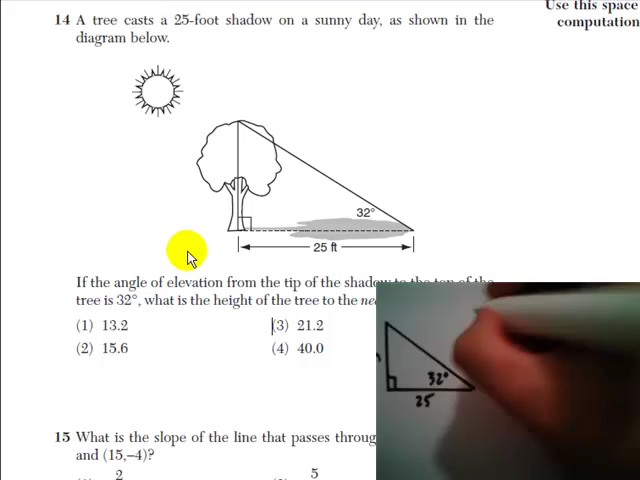 Use this space
computation
14 A tree casts a 25-foot shadow on a sunny day, as shown in the
diagram below.
32°
25 ft
If the angle of elevation from the tip of the shadow to the top of the
tree is 32°, what is the height of the tree to the
(1) 13.2 (3) 21.2
(2) 15.6 (4) 40.0
32°
25
15 What is the slope of the line that passes
and (15,–4)?
2 5